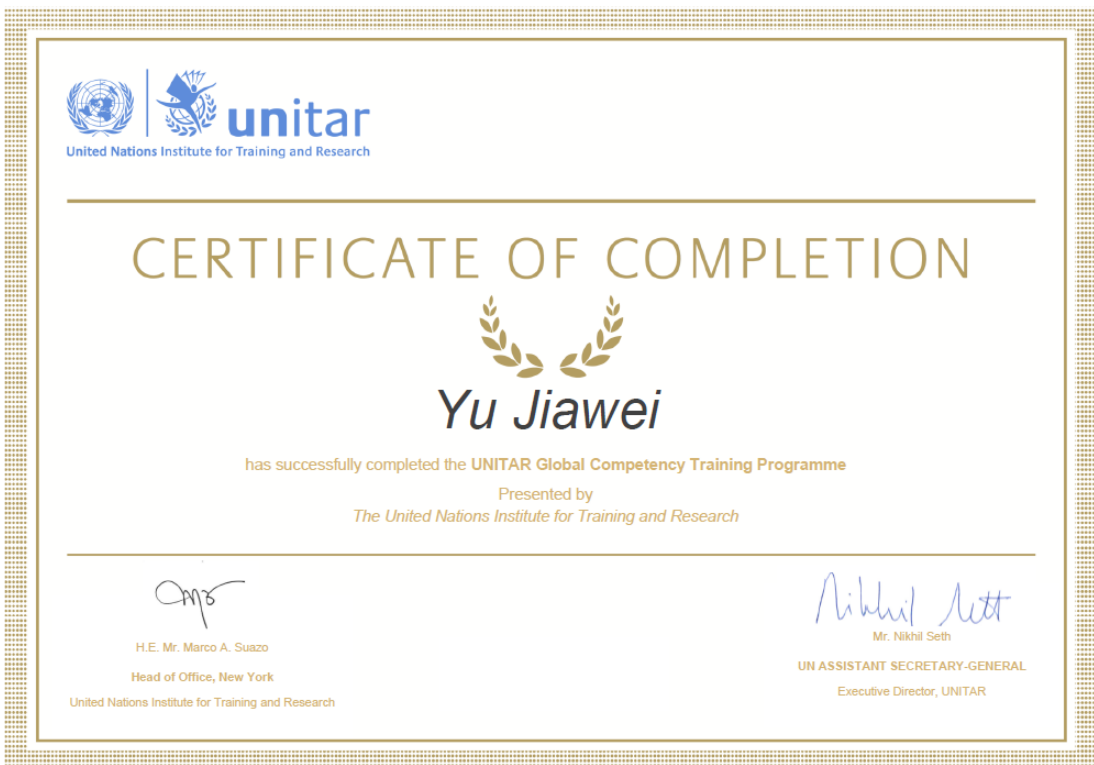 unitar
United Nations Institute for Training and Research
CERTIFICATE OF COMPLETION
Yu Jiawei
has successfully completed the UNITAR Global Competency Training Programme
Presented by
The United Nations Institute for Training and Research
Nikhil Seth
H.E. Mr. Marco A. Suazo
Head of Office, New York
United Nations Institute for Training and Research
Mr. Nikhil Seth
UN ASSISTANT SECRETARY-GENERAL
Executive Director, UNITAR